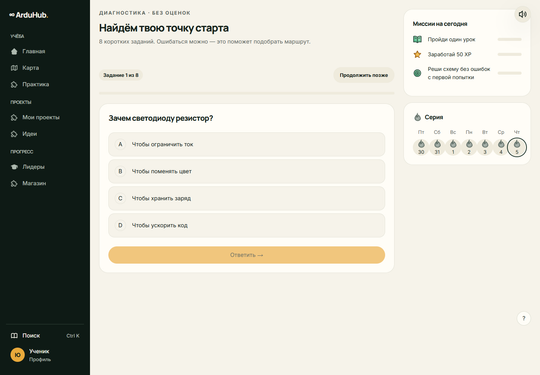 ArduHub.
УЧЁБА
Главная
Карта
Практика
ПРОЕКТЫ
Мои проекты
Идеи
ПРОГРЕСС
Лидеры
Магазин
Поиск
Ctrl K
Ю
Ученик
Профиль
ДИАГНОСТИКА · БЕЗ ОЦЕНОК
Найдём твою точку старта
8 коротких заданий. Ошибаться можно — это поможет подобрать маршрут.
Задание 1 из 8
Продолжить позже
Зачем светодиоду резистор?
A Чтобы ограничить ток
B Чтобы поменять цвет
C Чтобы хранить заряд
D Чтобы ускорить код
Ответить →
Миссии на сегодня
Пройди один урок
Заработай 50 XP
Реши схему без ошибок
с первой попытки
Серия
Пт Сб Вс Пн Вт Ср Чт
30 31 1 2 3 4 5
?